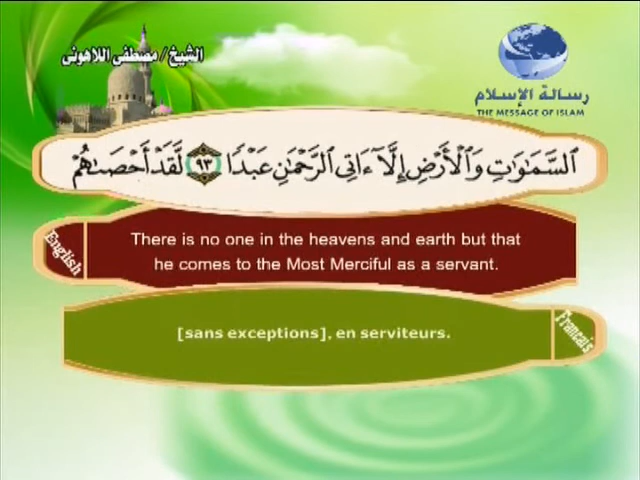 الشيخ / مصطفى اللاهونى
رسالة الإسلام
THE MESSAGE OF ISLAM
ٱلسَّمَٰوَٰتِ وَٱلْأَرْضِ إِلَّآ ءَاتِى ٱلرَّحْمَٰنِ عَبْدًا ٩٣ لَّقَدْ أَحْصَىٰهُمْ
English
There is no one in the heavens and earth but that
he comes to the Most Merciful as a servant.
[sans exceptions], en serviteurs.
Francais